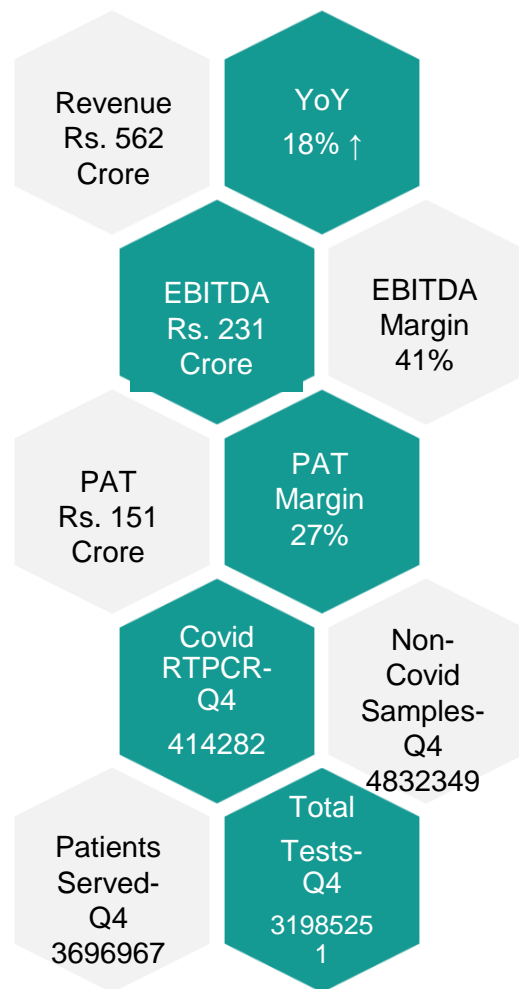 Revenue
Rs. 562
Crore
YoY
18% ↑
EBITDA
Rs. 231
Crore
EBITDA
Margin
41%
PAT
Rs. 151
Crore
PAT
Margin
27%
Covid
RTPCR-
Q4
414282
Non-
Covid
Samples-
Q4
4832349
Patients
Served-
Q4
3696967
Total
Tests-
Q4
3198525
1